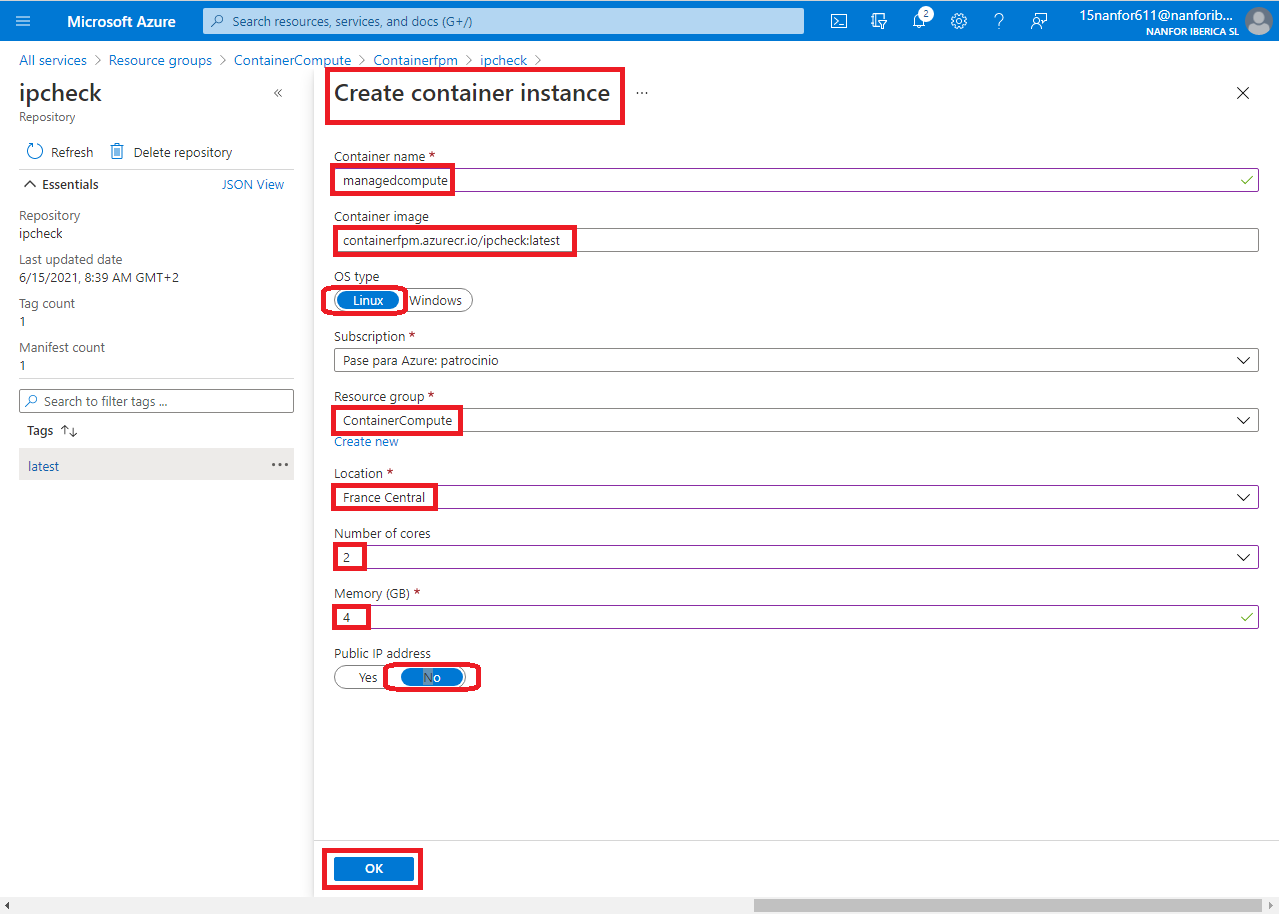 Microsoft Azure
Search resources, services, and docs (G+/)
2
15nanfor611@nanforib...
NANFOR IBERICA SL
All services > Resource groups > ContainerCompute > Containerfpm > ipcheck >
ipcheck
Repository
Refresh
Delete repository
Essentials
JSON View
Repository
ipcheck
Last updated date
6/15/2021, 8:39 AM GMT+2
Tag count
1
Manifest count
1
Search to filter tags ...
Tags
latest
Create container instance
Container name *
managedcompute
Container image
containerfpm.azurecr.io/ipcheck:latest
OS type
Linux Windows
Subscription *
Pase para Azure: patrocinio
Resource group *
ContainerCompute
Create new
Location *
France Central
Number of cores
2
Memory (GB) *
4
Public IP address
Yes No
OK